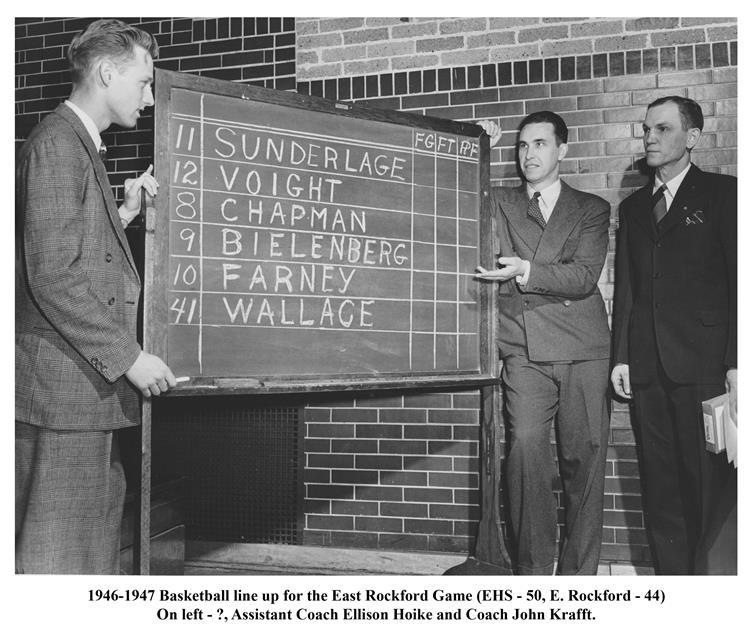 FG FT PF
11 SUNDERLAGE
12 VOIGHT
8 CHAPMAN
9 BIELENBERG
10 FARNEY
41 WALLACE
1946-1947 Basketball line up for the East Rockford Game (EHS - 50, E. Rockford - 44)
On left - ?, Assistant Coach Ellison Hoike and Coach John Krafft.